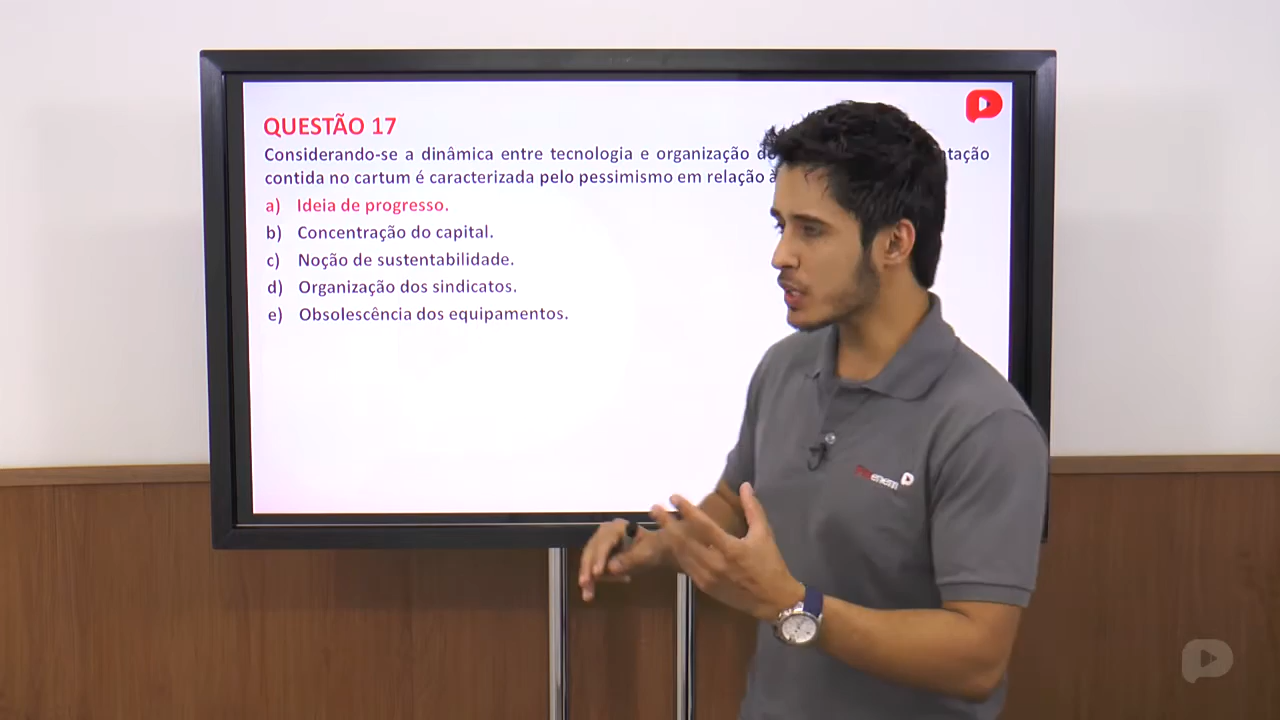 QUESTÃO 17
Considerando-se a dinâmica entre tecnologia e organização
contida no cartum é caracterizada pelo pessimismo em relação à
a) Ideia de progresso.
b) Concentração do capital.
c) Noção de sustentabilidade.
d) Organização dos sindicatos.
e) Obsolescência dos equipamentos.